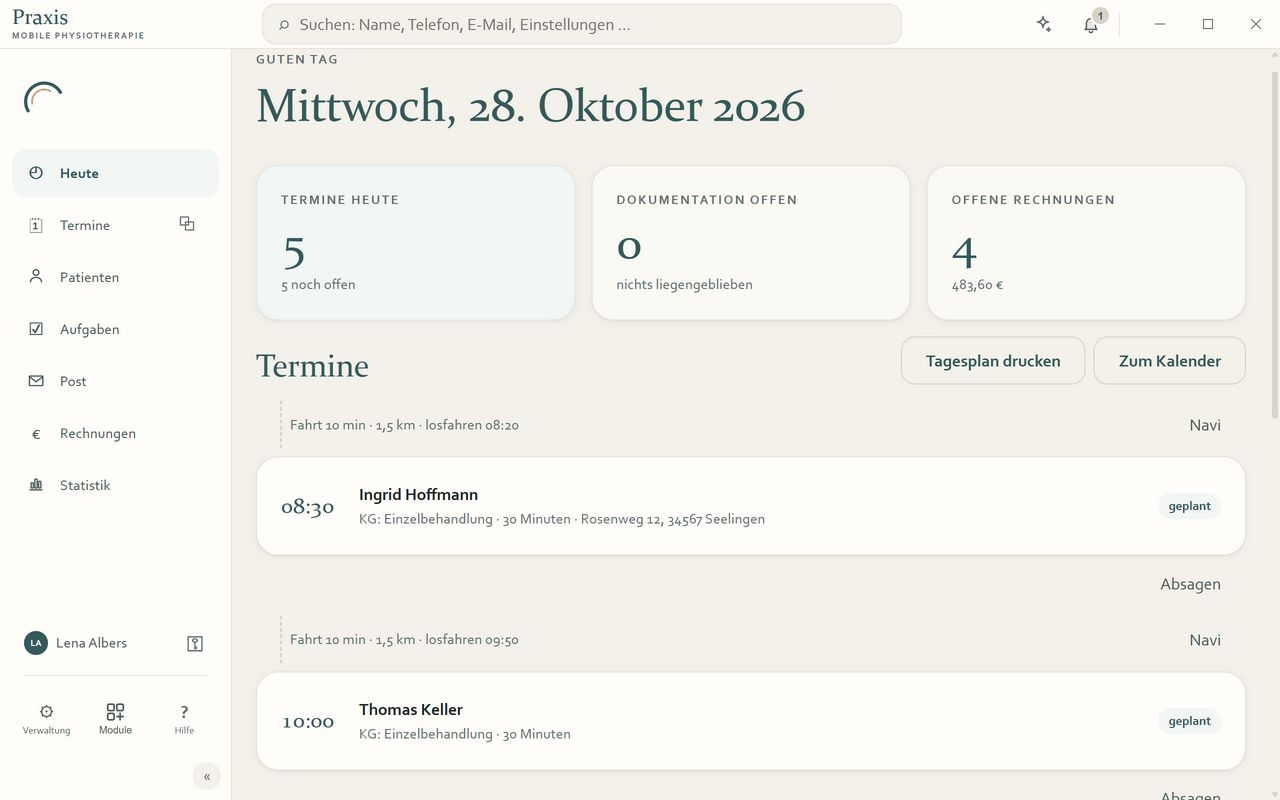 Praxis
MOBILE PHYSIOTHERAPIE
Suchen: Name, Telefon, E-Mail, Einstellungen ...
1
GUTEN TAG
Mittwoch, 28. Oktober 2026
Heute
1 Termine
Patienten
Aufgaben
Post
€ Rechnungen
Statistik
TERMINE HEUTE
5
5 noch offen
DOKUMENTATION OFFEN
0
nichts liegengeblieben
OFFENE RECHNUNGEN
4
483,60 €
Termine
Tagesplan drucken
Zum Kalender
Fahrt 10 min · 1,5 km · losfahren 08:20
Navi
08:30
Ingrid Hoffmann
KG: Einzelbehandlung · 30 Minuten · Rosenweg 12, 34567 Seelingen
geplant
Absagen
Fahrt 10 min · 1,5 km · losfahren 09:50
Navi
10:00
Thomas Keller
KG: Einzelbehandlung · 30 Minuten
geplant
Absagen
LA Lena Albers
Verwaltung
Module
? Hilfe
«